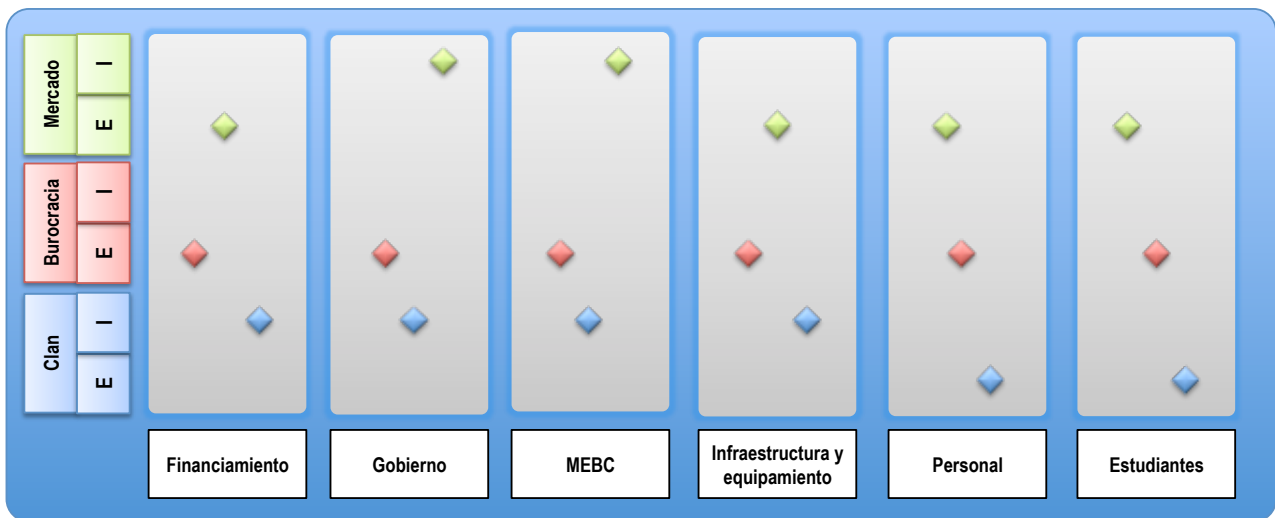 Mercado
I
E
Burocracia
I
E
Clan
I
E
Financiamiento
Gobierno
MEBC
Infraestructura y
equipamiento
Personal
Estudiantes